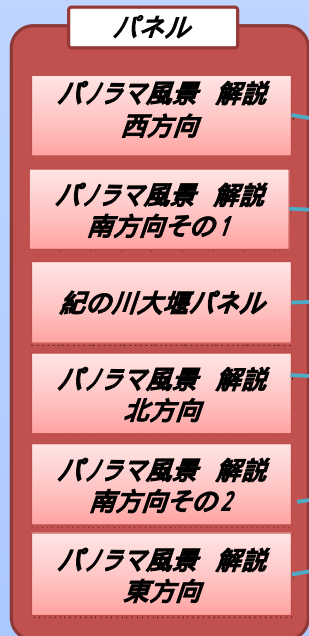 パネル
パノラマ風景 解説
西方向
パノラマ風景 解説
南方向その1
紀の川大堰パネル
パノラマ風景 解説
北方向
パノラマ風景 解説
南方向その2
パノラマ風景 解説
東方向